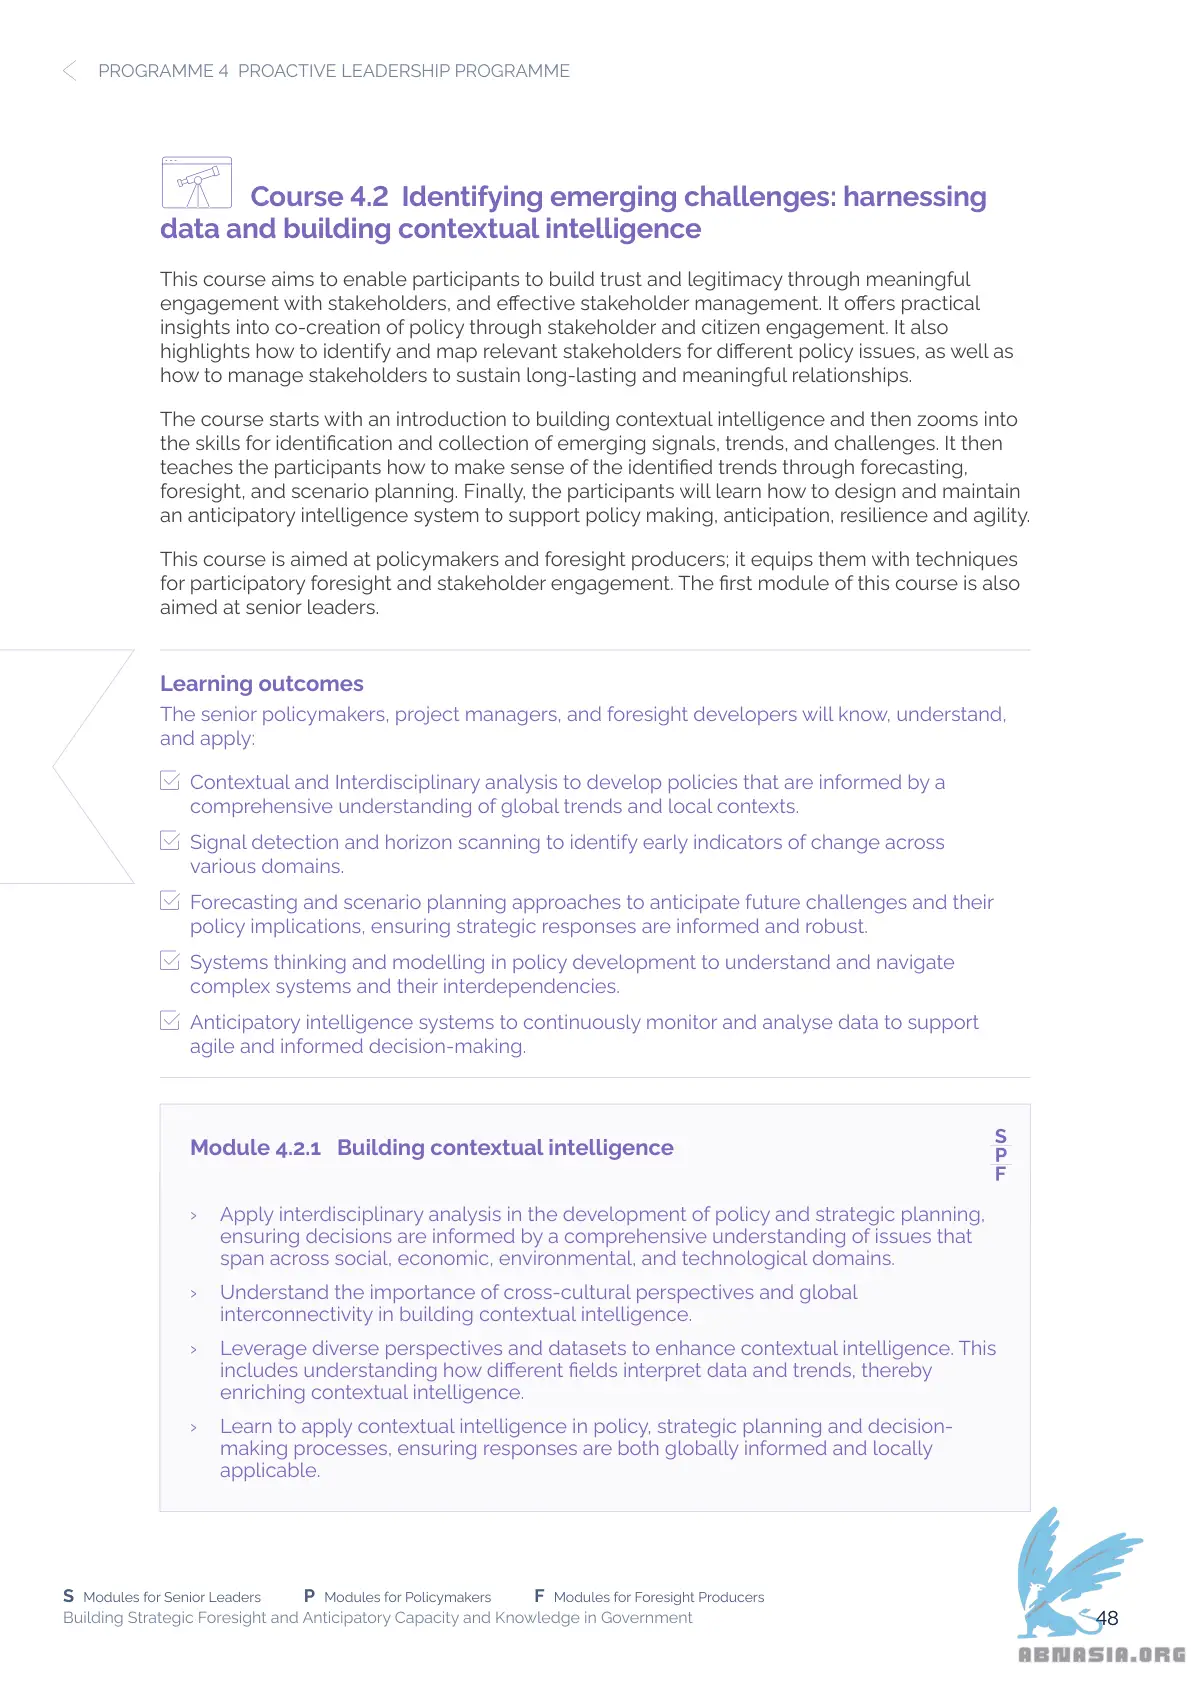 PROGRAMME 4 PROACTIVE LEADERSHIP PROGRAMME
Course 4.2 Identifying emerging challenges: harnessing
data and building contextual intelligence
This course aims to enable participants to build trust and legitimacy through meaningful
engagement with stakeholders, and effective stakeholder management. It offers practical
insights into co-creation of policy through stakeholder and citizen engagement. It also
highlights how to identify and map relevant stakeholders for different policy issues, as well as
how to manage stakeholders to sustain long-lasting and meaningful relationships.
The course starts with an introduction to building contextual intelligence and then zooms into
the skills for identification and collection of emerging signals, trends, and challenges. It then
teaches the participants how to make sense of the identified trends through forecasting,
foresight, and scenario planning. Finally, the participants will learn how to design and maintain
an anticipatory intelligence system to support policy making, anticipation, resilience and agility.
This course is aimed at policymakers and foresight producers; it equips them with techniques
for participatory foresight and stakeholder engagement. The first module of this course is also
aimed at senior leaders.
Learning outcomes
The senior policymakers, project managers, and foresight developers will know, understand,
and apply:
Contextual and Interdisciplinary analysis to develop policies that are informed by a
comprehensive understanding of global trends and local contexts.
Signal detection and horizon scanning to identify early indicators of change across
various domains.
Forecasting and scenario planning approaches to anticipate future challenges and their
policy implications, ensuring strategic responses are informed and robust.
Systems thinking and modelling in policy development to understand and navigate
complex systems and their interdependencies.
Anticipatory intelligence systems to continuously monitor and analyse data to support
agile and informed decision-making.
Module 4.2.1 Building contextual intelligence
S
P
F
> Apply interdisciplinary analysis in the development of policy and strategic planning,
ensuring decisions are informed by a comprehensive understanding of issues that
span across social, economic, environmental, and technological domains.
> Understand the importance of cross-cultural perspectives and global
interconnectivity in building contextual intelligence.
> Leverage diverse perspectives and datasets to enhance contextual intelligence. This
includes understanding how different fields interpret data and trends, thereby
enriching contextual intelligence.
> Learn to apply contextual intelligence in policy, strategic planning and decision-
making processes, ensuring responses are both globally informed and locally
applicable.
S Modules for Senior Leaders P Modules for Policymakers F Modules for Foresight Producers
Building Strategic Foresight and Anticipatory Capacity and Knowledge in Government
48
ABNASIA.ORG